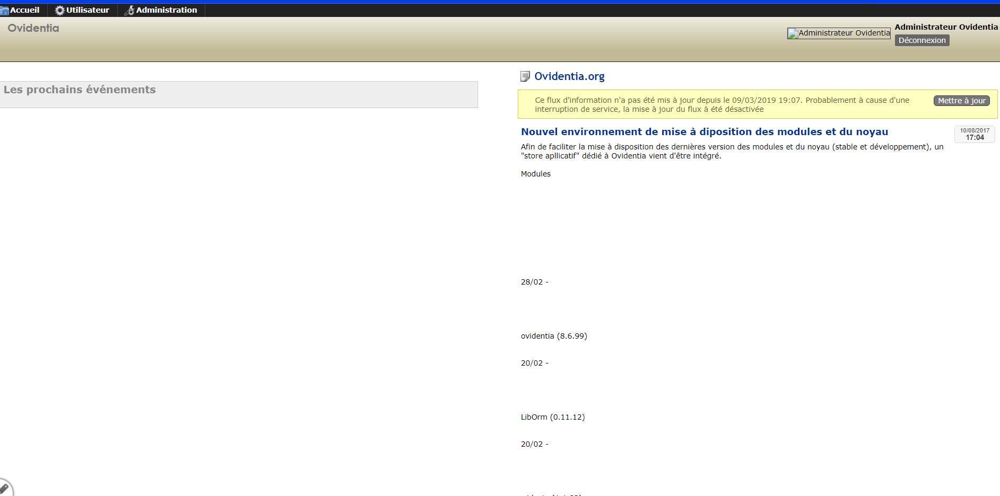 Accueil
Utilisateur
Administration
Ovidentia
Administrateur Ovidentia
Administrateur Ovidentia
Déconnexion
Les prochains événements
Ovidentia.org
Ce flux d'information n'a pas été mis à jour depuis le 09/03/2019 19:07. Probablement à cause d'une
interruption de service, la mise à jour du flux à été désactivée
Mettre à jour
Nouvel environnement de mise à diposition des modules et du noyau
10/08/2017
17:04
Afin de faciliter la mise à disposition des dernières version des modules et du noyau (stable et développement), un
"store apllicatif" dédié à Ovidentia vient d'être intégré.
Modules
28/02 -
ovidentia (8.6.99)
20/02 -
LibOrm (0.11.12)
20/02 -